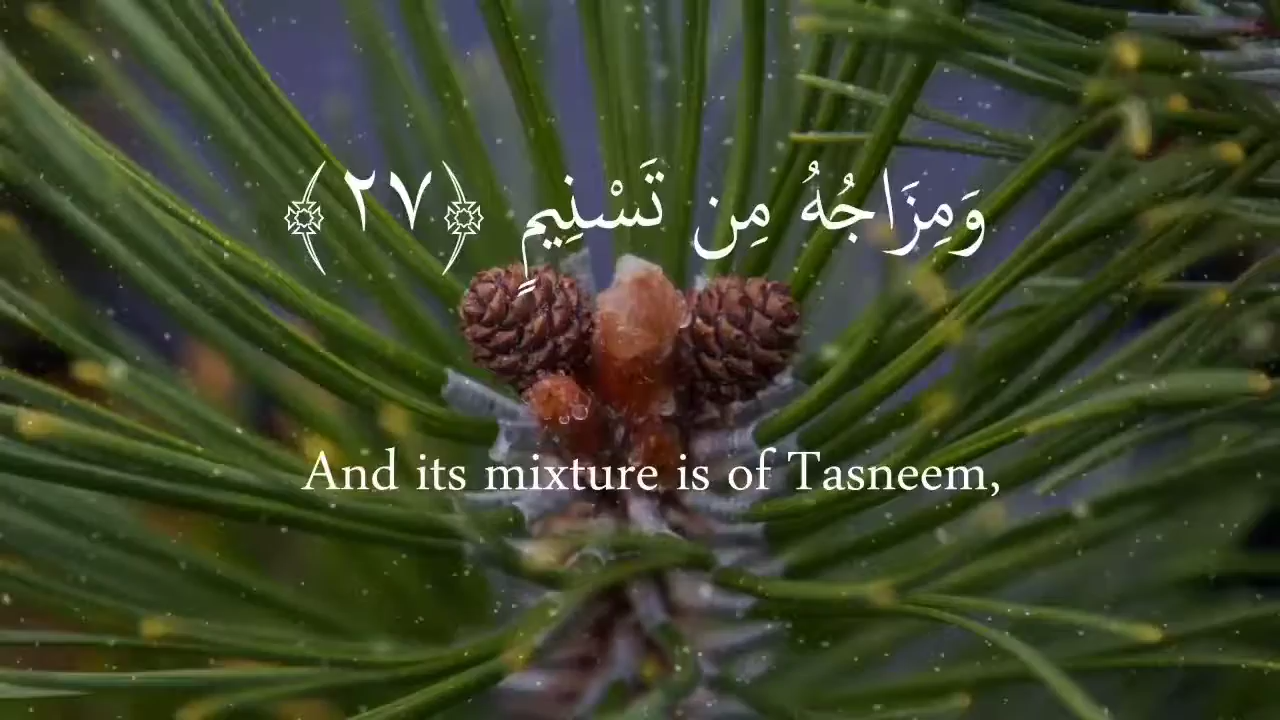 وَمِزَاجُهُ مِن تَسْنِيمٍ ﴿٢٧﴾
And its mixture is of Tasneem,